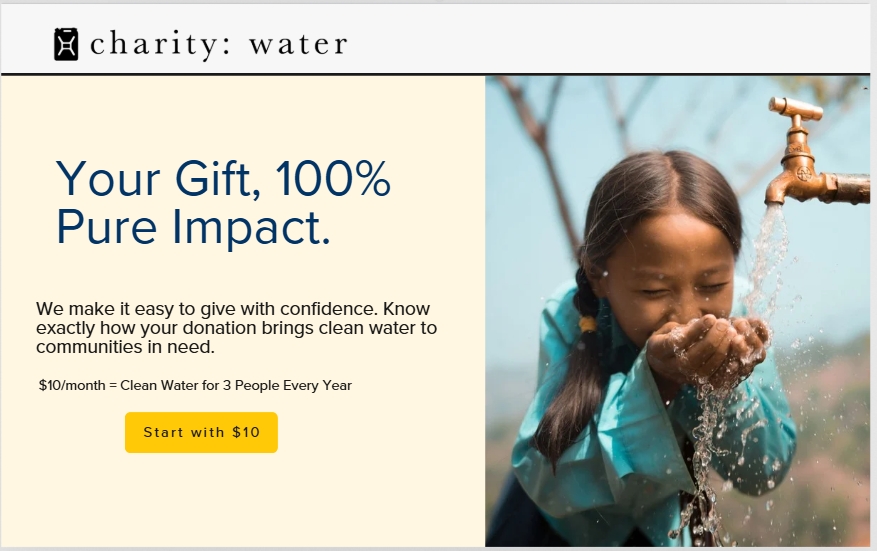 charity: water
Your Gift, 100%
Pure Impact.
We make it easy to give with confidence. Know
exactly how your donation brings clean water to
communities in need.
$10/month = Clean Water for 3 People Every Year
Start with $10